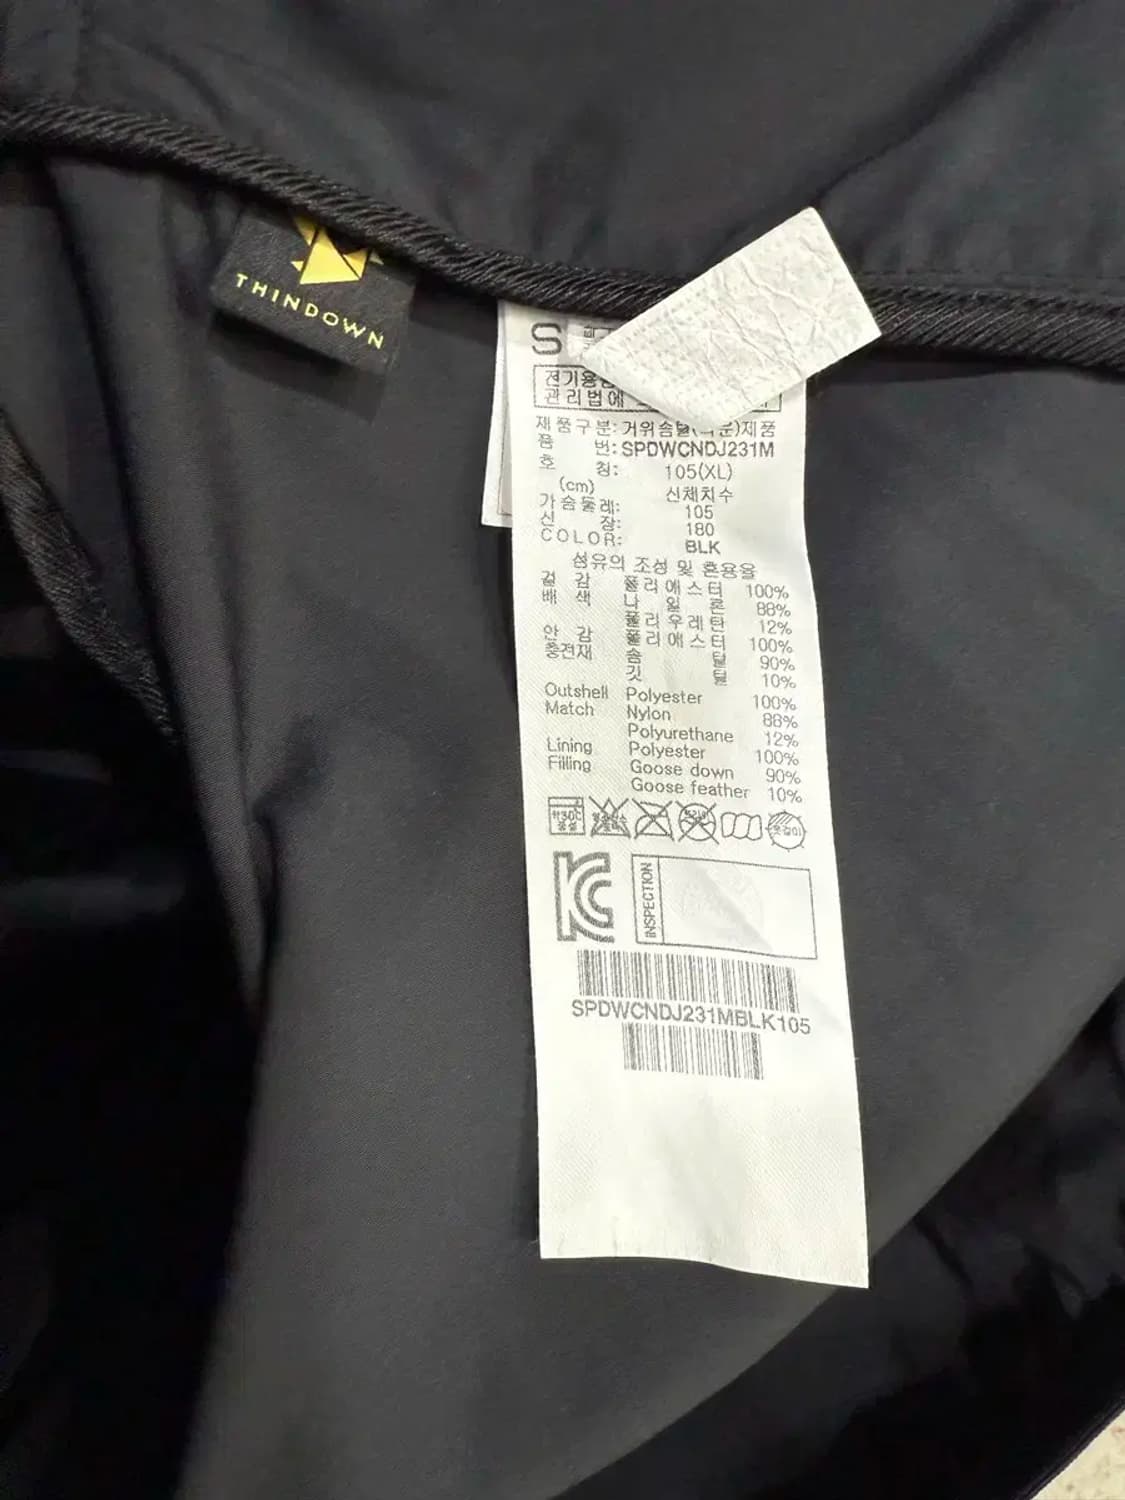 THINDOWN
S
전기용
관리법에
재품구분: 거위솜털(다운)제품
품 번: SPDWCNDJ231M
호 칭: 105(XL)
(cm) 신체치수
가슴둘레: 105
신 장: 180
COLOR: BLK
섬유의 조성 및 혼용율
겉 감 폴리에스터 100%
배 색 나 일 론 88%
폴리우레탄 12%
안 감 폴리에스터 100%
충전재 솜 털 90%
깃 털 10%
Outshell Polyester 100%
Match Nylon 88%
Polyurethane 12%
Lining Polyester 100%
Filling Goose down 90%
Goose feather 10%
INSPECTION
SPDWCNDJ231MBLK105